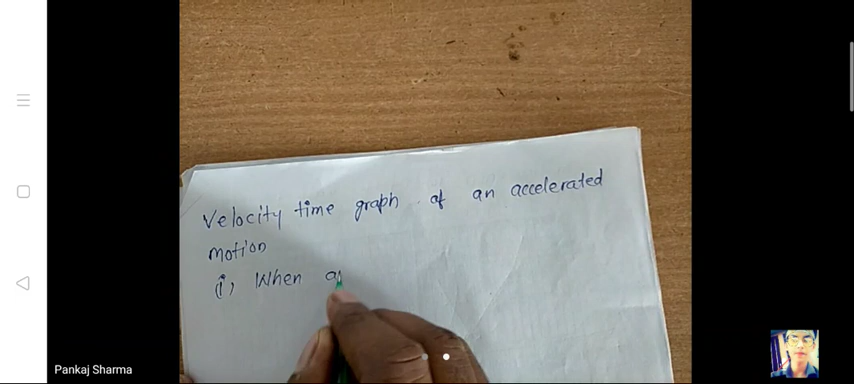 Velocity time graph of an accelerated
motion
(i) When a
Pankaj Sharma